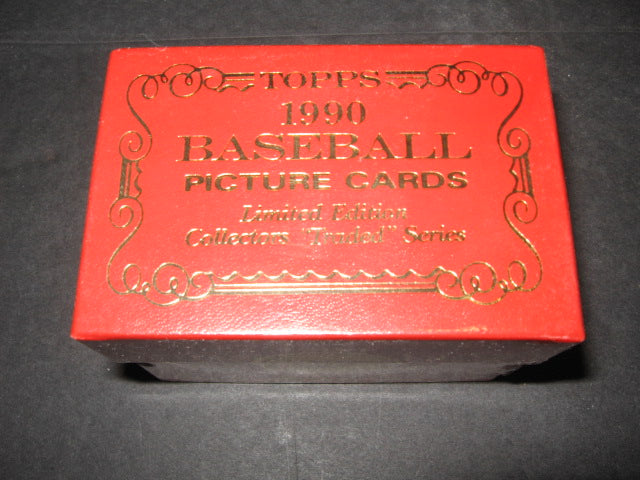 TOPPS
1990
BASEBALL
PICTURE CARDS
Limited Edition
Collectors "Traded" Series